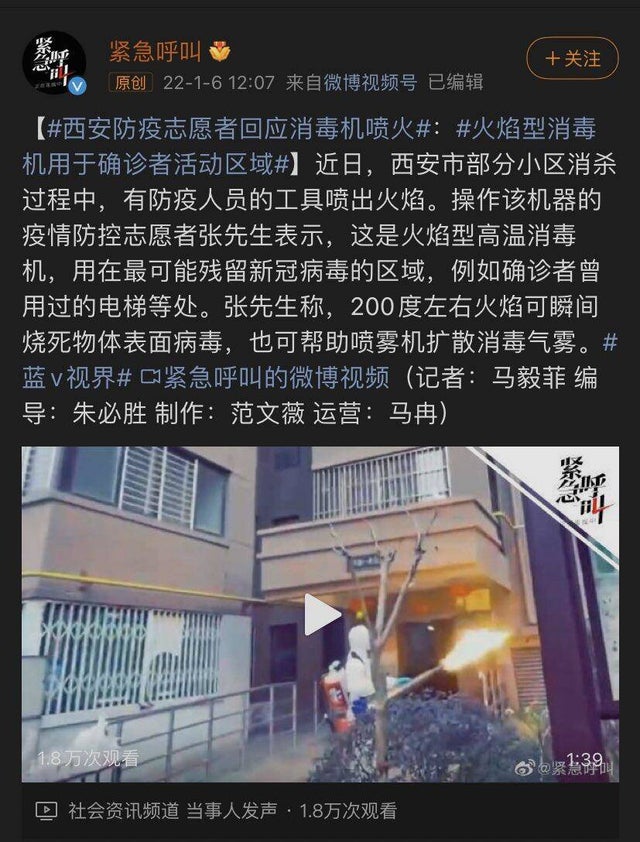 紧急呼叫
紧急呼叫
+关注
原创 22-1-6 12:07 来自微博视频号 已编辑
【#西安防疫志愿者回应消毒机喷火#：#火焰型消毒
机用于确诊者活动区域#】近日，西安市部分小区消杀
过程中，有防疫人员的工具喷出火焰。操作该机器的
疫情防控志愿者张先生表示，这是火焰型高温消毒
机，用在最可能残留新冠病毒的区域，例如确诊者曾
用过的电梯等处。张先生称，200度左右火焰可瞬间
烧死物体表面病毒，也可帮助喷雾机扩散消毒气雾。#
蓝v视界# 紧急呼叫的微博视频（记者：马毅菲 编
导：朱必胜 制作：范文薇 运营：马冉）
紧急呼叫
1.8万次观看
1:39
@紧急呼叫
社会资讯频道 当事人发声 · 1.8万次观看